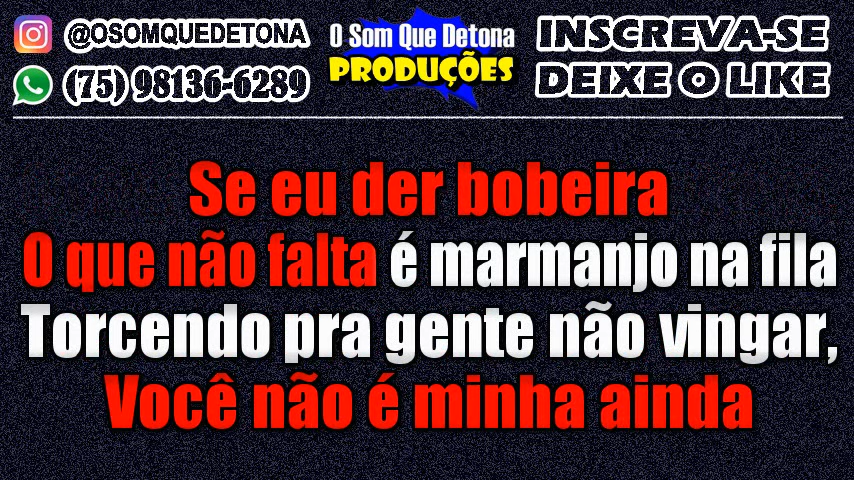 @OSOMQUEDETONA
(75) 98136-6289
O Som Que Detona
PRODUÇÕES
INSCREVA-SE
DEIXE O LIKE
Se eu der bobeira
O que não falta é marmanjo na fila
Torcendo pra gente não vingar,
Você não é minha ainda